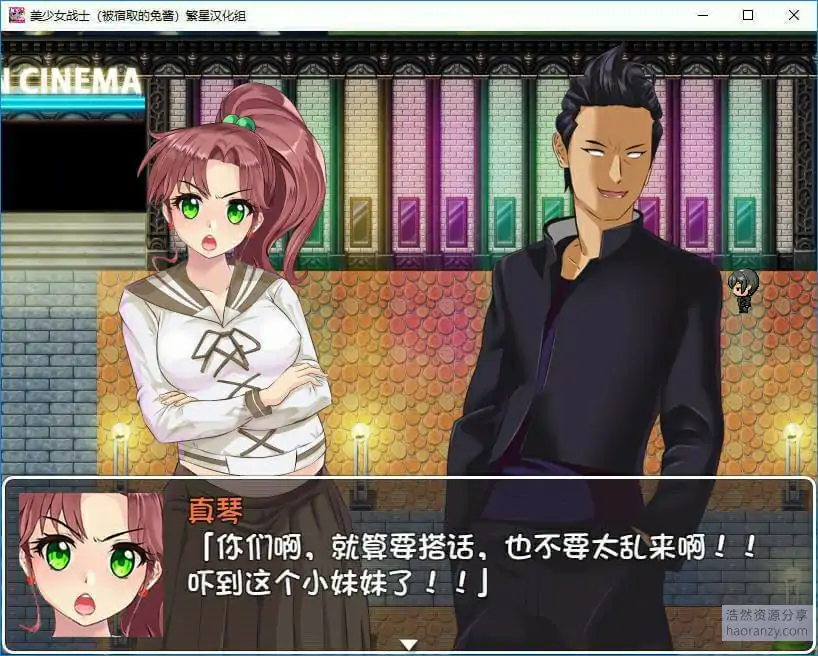 美少女战士（被宿取的免酱）繁星汉化组
N CINEMA
真琴
「你们啊，就算要搭话，也不要太乱来啊！！
吓到这个小妹妹了！！」
浩然资源分享
haoranzy.com